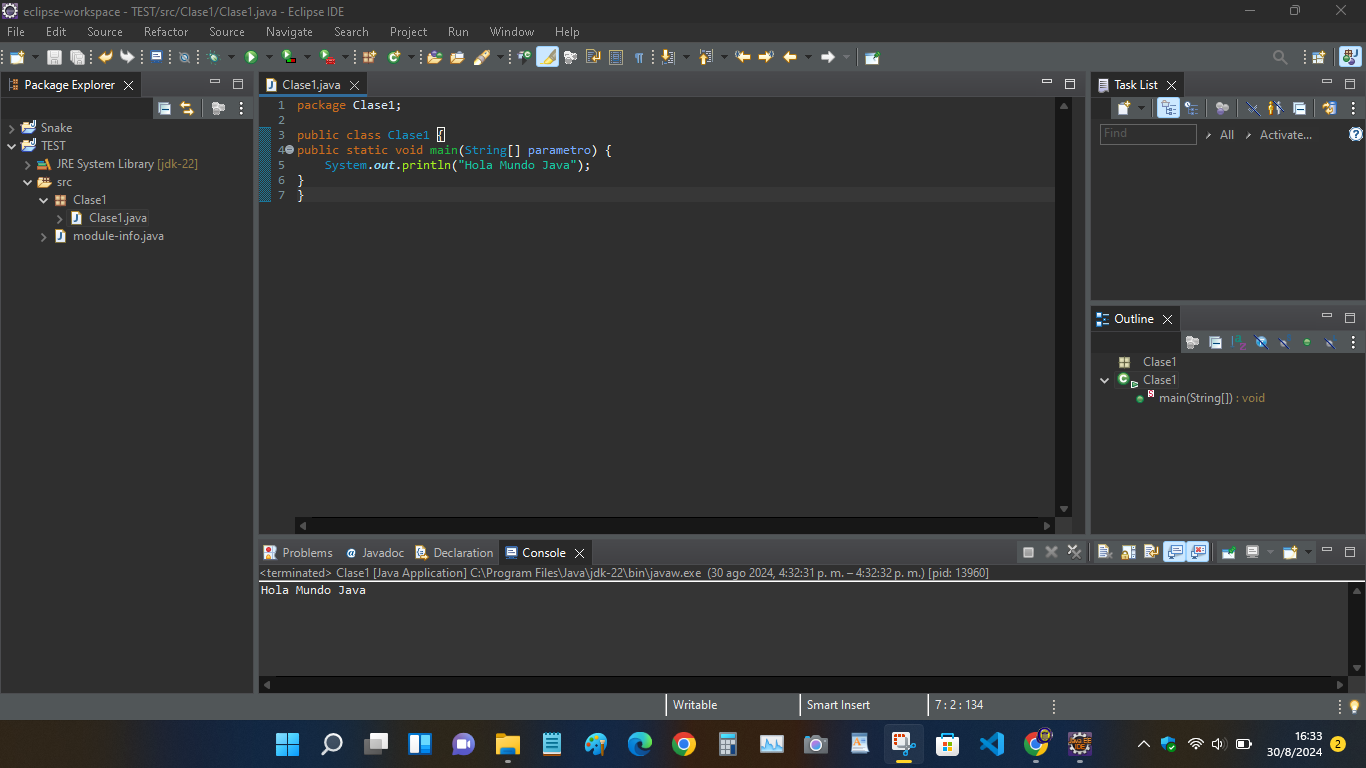 eclipse-workspace - TEST/src/Clase1/Clase1.java - Eclipse IDE
File Edit Source Refactor Source Navigate Search Project Run Window Help
Package Explorer
Snake
TEST
JRE System Library [jdk-22]
src
Clase1
Clase1.java
module-info.java
Clase1.java
1 package Clase1;
2
3 public class Clase1 {
4 public static void main(String[] parametro) {
5 System.out.println("Hola Mundo Java");
6 }
7 }
Task List
Find
All
Activate...
Outline
Clase1
Clase1
main(String[]) : void
Problems Javadoc Declaration Console
<terminated> Clase1 [Java Application] C:\Program Files\Java\jdk-22\bin\javaw.exe (30 ago 2024, 4:32:31 p. m. – 4:32:32 p. m.) [pid: 13960]
Hola Mundo Java
Writable Smart Insert 7 : 2 : 134
16:33
30/8/2024
2